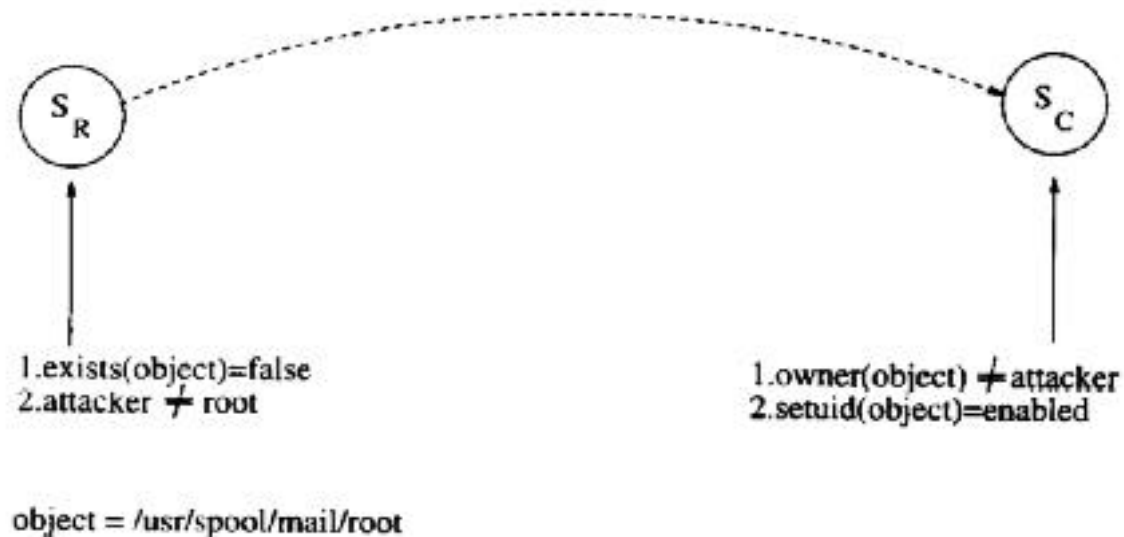 S_R
S_C
1.exists(object)=false
2.attacker ≠ root
1.owner(object) ≠ attacker
2.setuid(object)=enabled
object = /usr/spool/mail/root